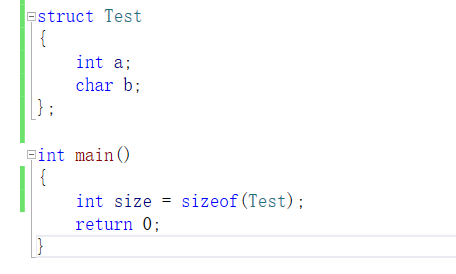 struct Test
{
int a;
char b;
};
int main()
{
int size = sizeof(Test);
return 0;
}